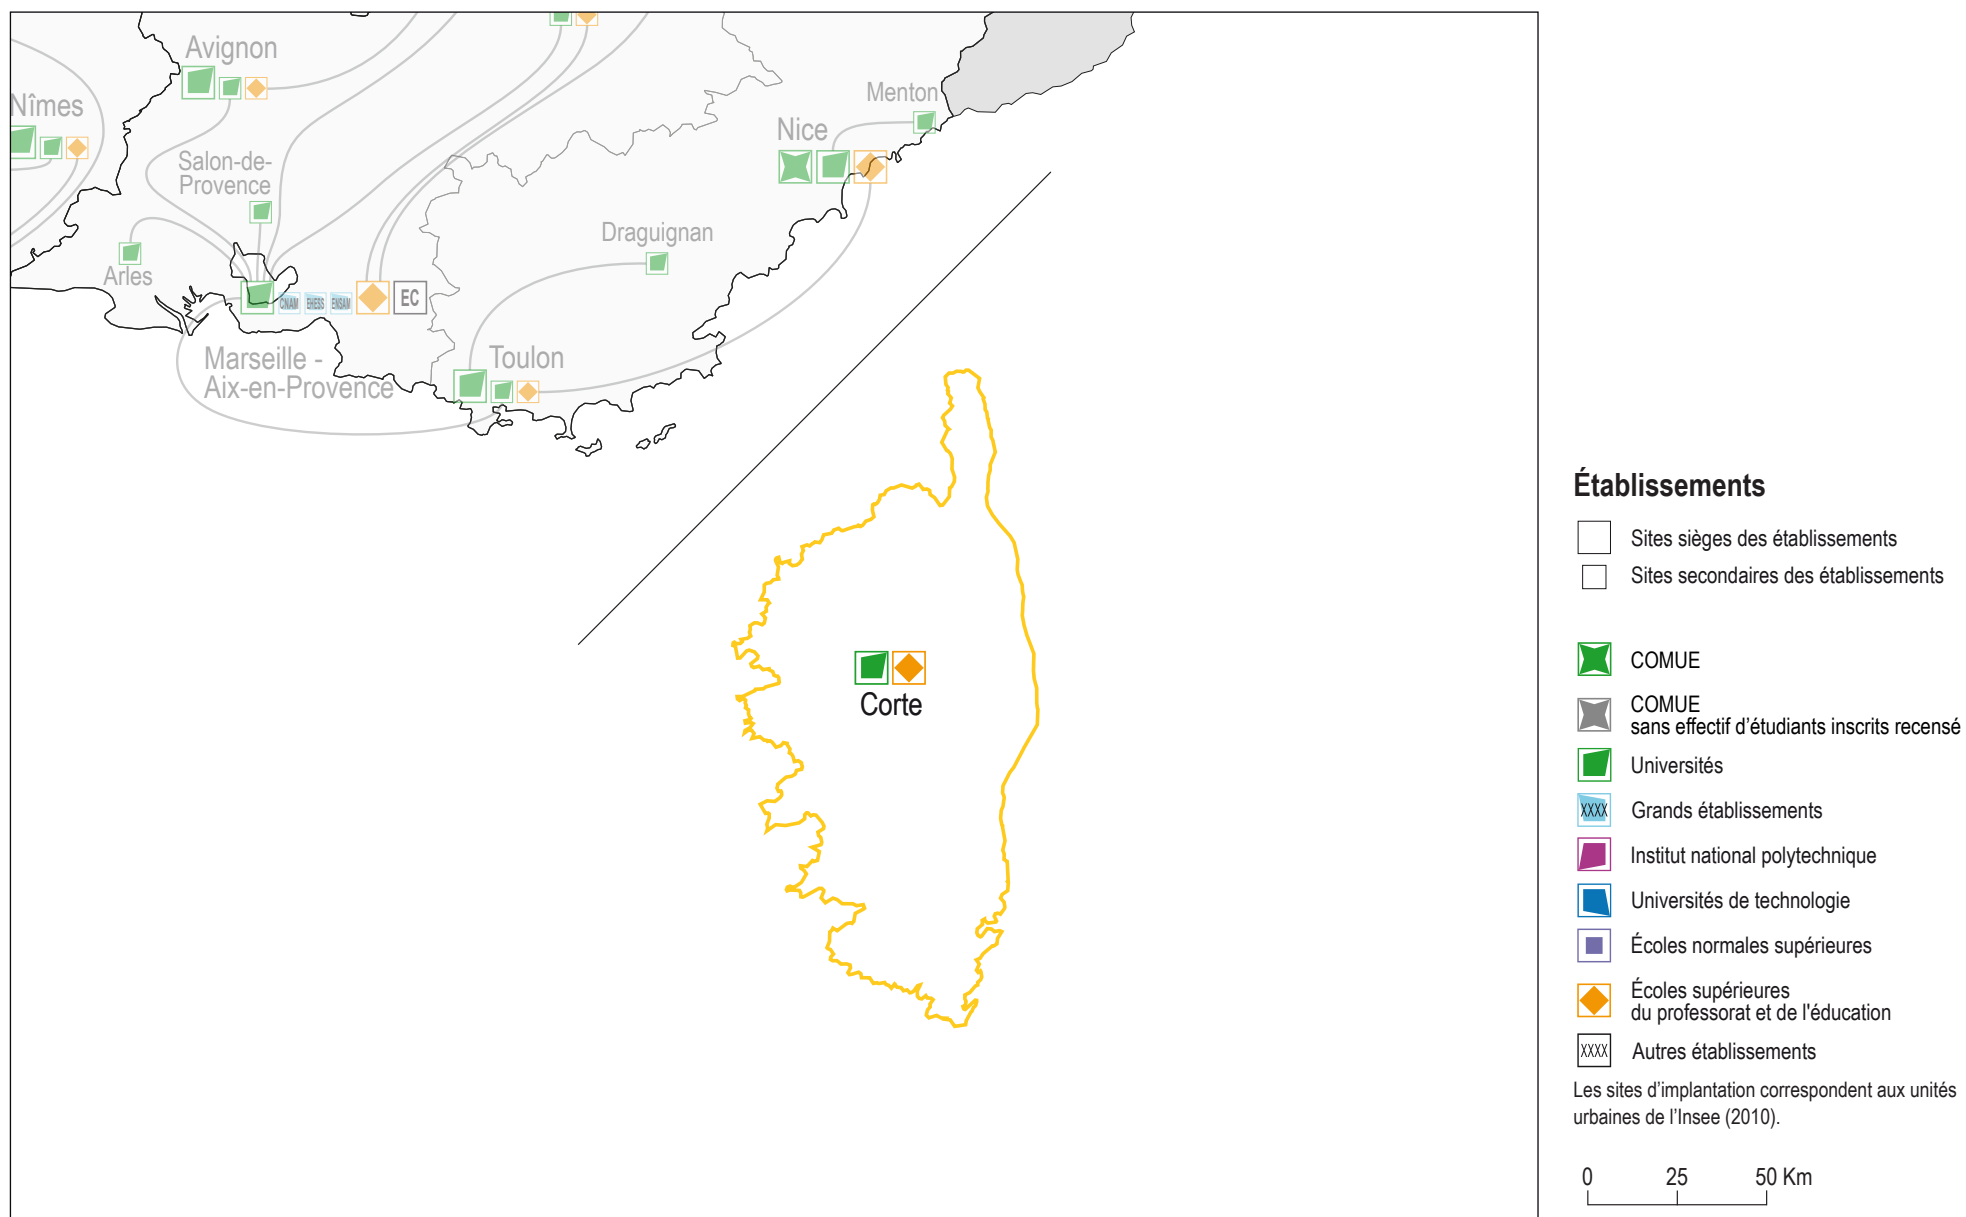 Avignon
Nîmes
Salon-de-
Provence
Arles
Menton
Nice
Draguignan
CNAM
EHESS
ENSAM
EC
Marseille -
Aix-en-Provence
Toulon
Corte
Établissements
Sites sièges des établissements
Sites secondaires des établissements
COMUE
COMUE
sans effectif d'étudiants inscrits recensé
Universités
XXXX
Grands établissements
Institut national polytechnique
Universités de technologie
Écoles normales supérieures
Écoles supérieures
du professorat et de l'éducation
XXXX
Autres établissements
Les sites d'implantation correspondent aux unités
urbaines de l'Insee (2010).
0 25 50 Km